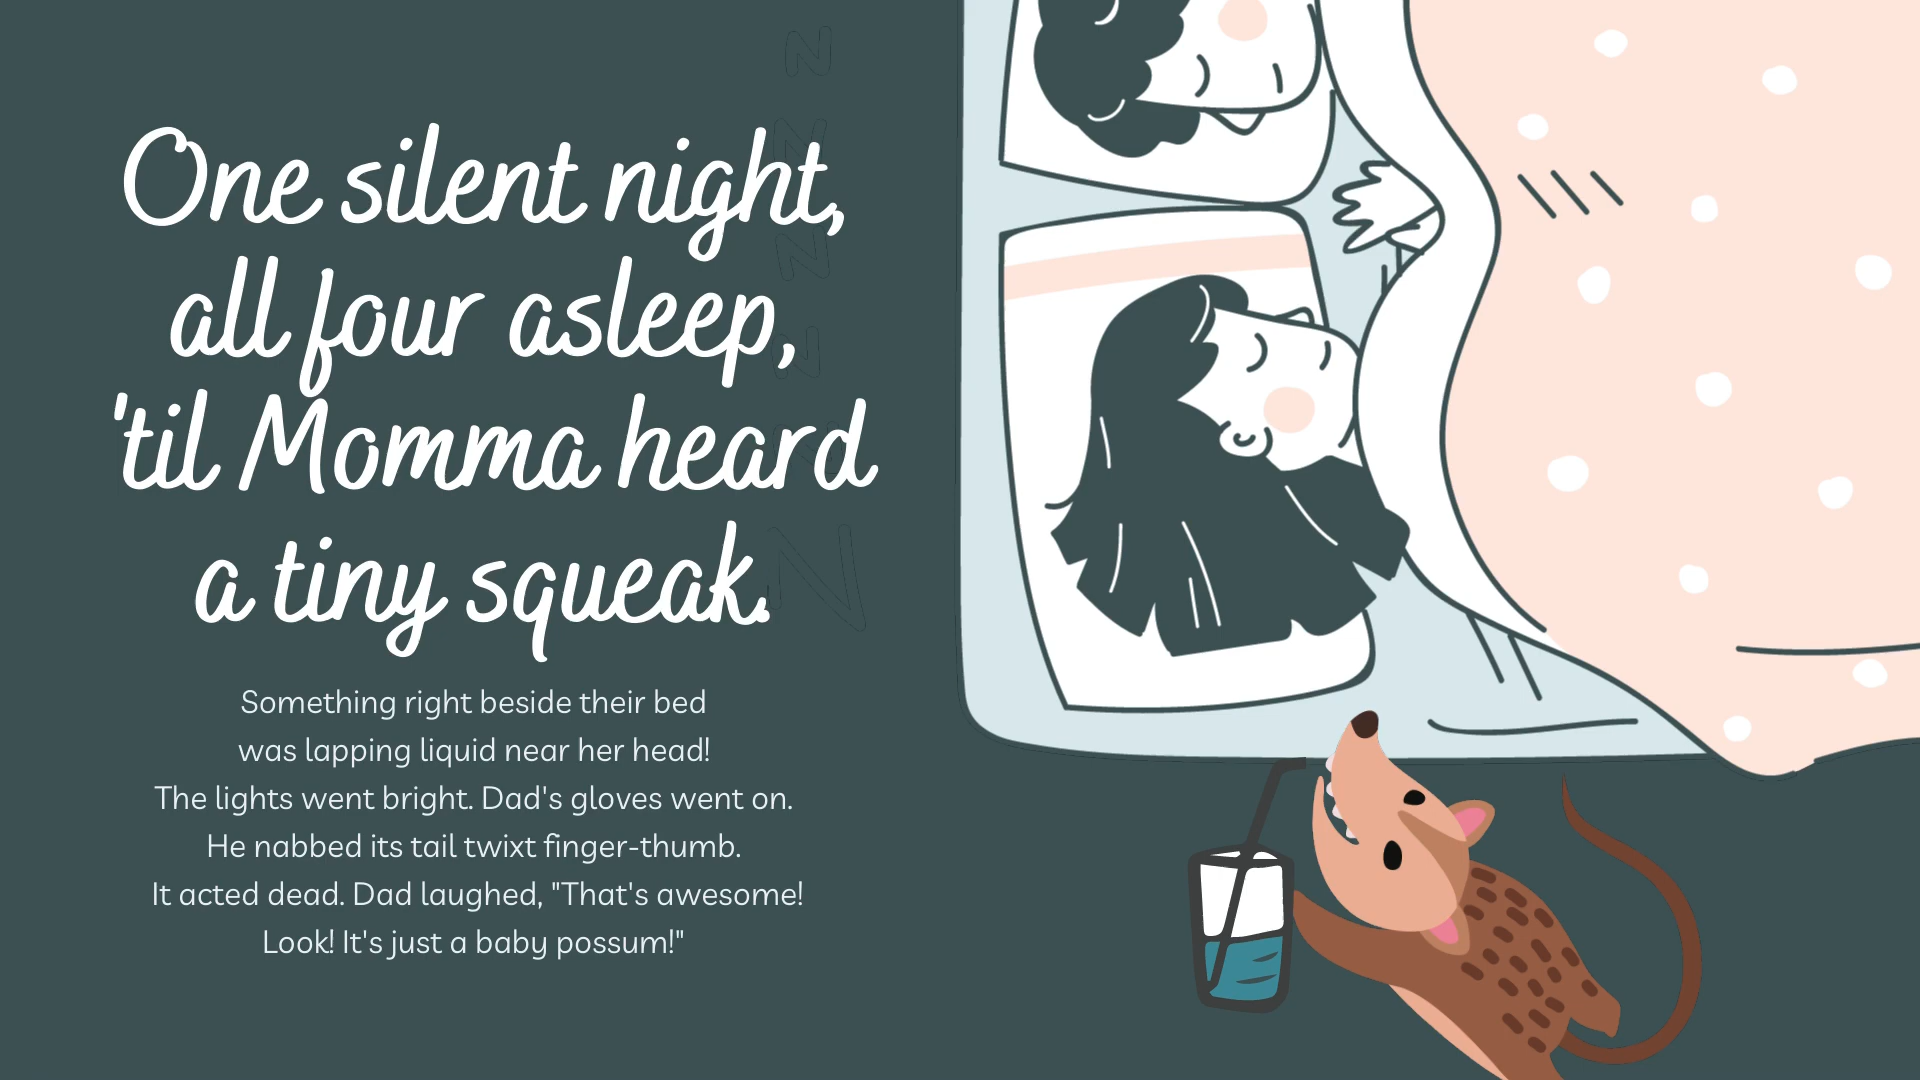 One silent night,
all four asleep,
'til Momma heard
a tiny squeak.
Something right beside their bed
was lapping liquid near her head!
The lights went bright. Dad's gloves went on.
He nabbed its tail twixt finger-thumb.
It acted dead. Dad laughed, "That's awesome!
Look! It's just a baby possum!"
Z
Z
Z
Z
Z
Z